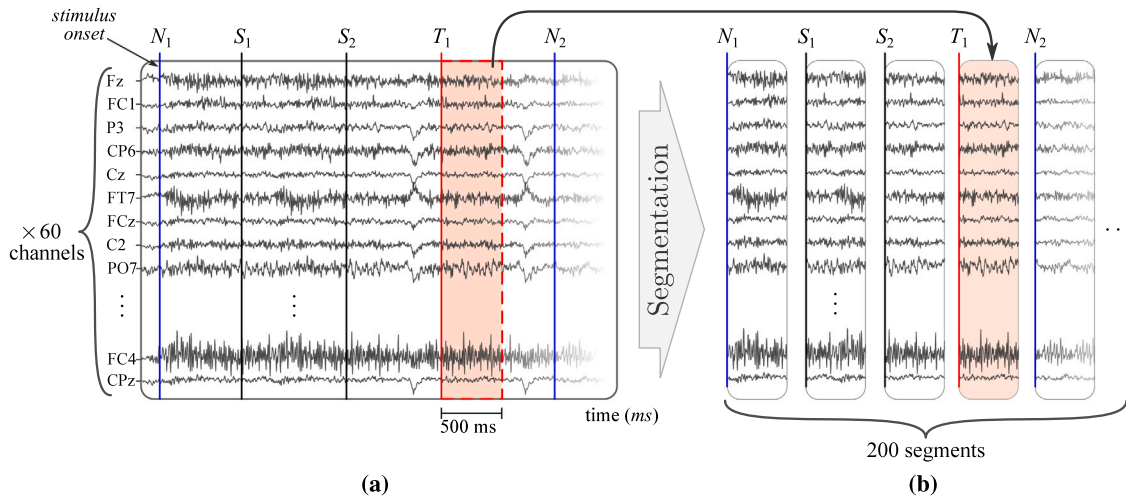 stimulus
onset
N1 S1 S2 T1 N2
Fz
FC1
P3
CP6
Cz
FT7
FCz
C2
PO7
FC4
CPz
×60
channels
⋮
⋮
500 ms
time (ms)
(a)
Segmentation
N1 S1 S2 T1 N2
⋮
. .
200 segments
(b)